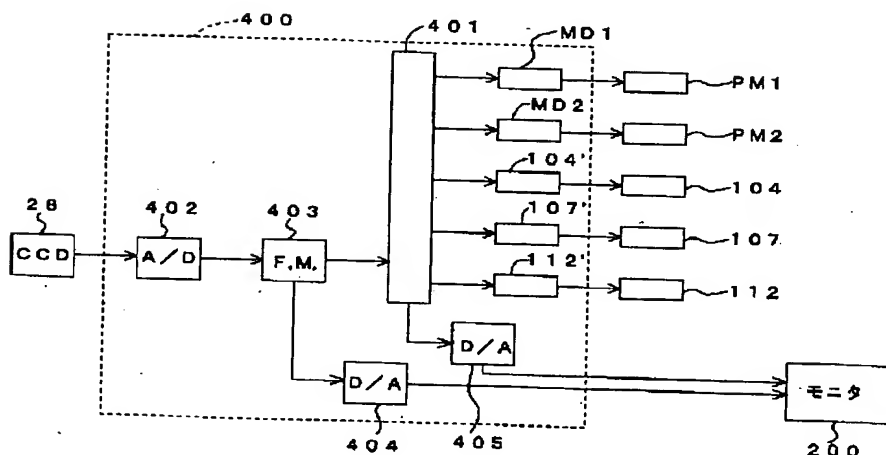 400
401
MD1
PM1
MD2
PM2
104'
104
28
402
403
107'
107
CCD
A/D
F.M.
112'
112
D/A
D/A
モニタ
404
405
200